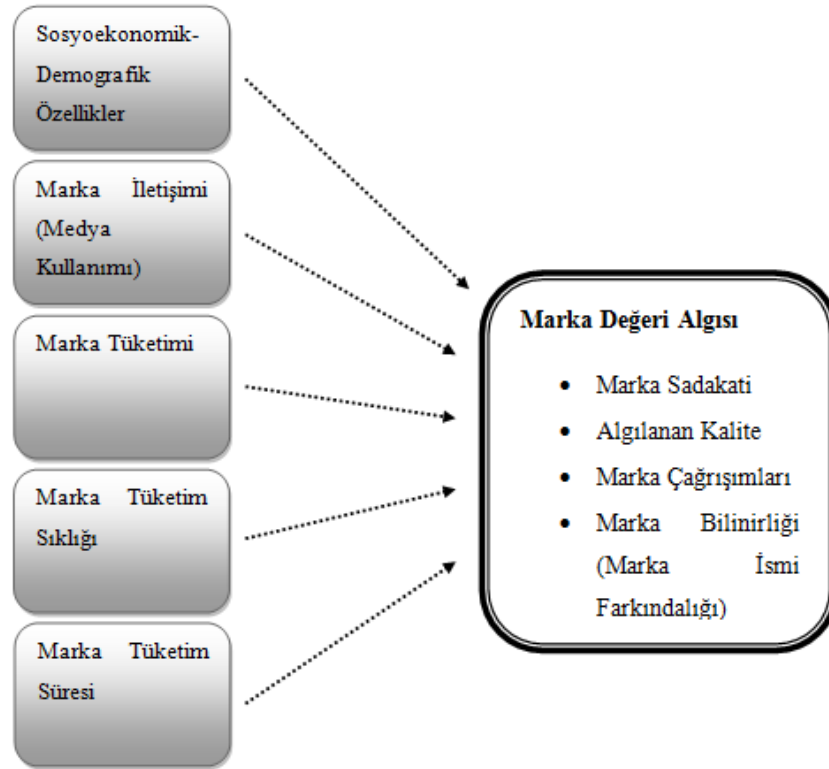 Sosyoekonomik-
Demografik
Özellikler
Marka İletişimi
(Medya
Kullanımı)
Marka Tüketimi
Marka Tüketim
Sıklığı
Marka Tüketim
Süresi
Marka Değeri Algısı
• Marka Sadakati
• Algılanan Kalite
• Marka Çağrışımları
• Marka Bilinirliği
(Marka İsmi
Farkındalığı)